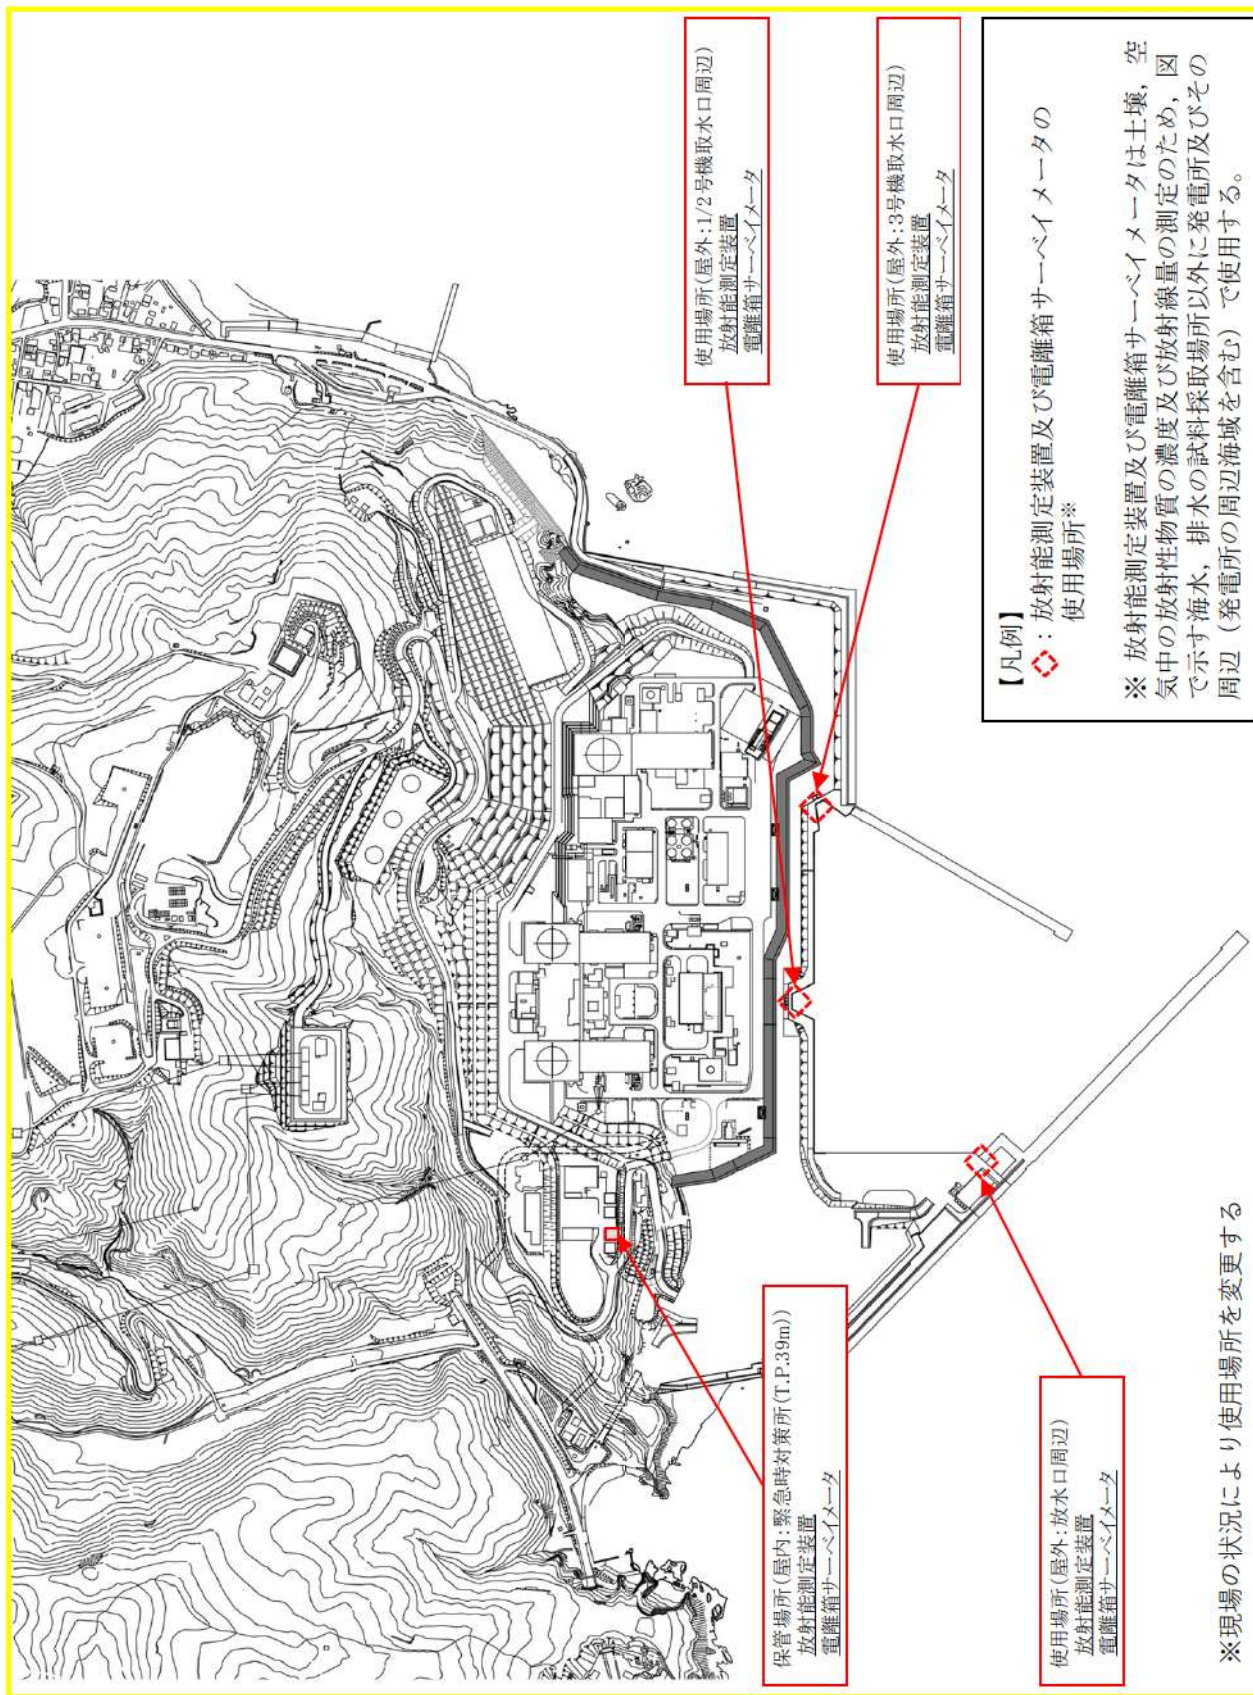 保管場所(屋内:緊急時対策所(T.P.39m))
放射能測定装置
電離箱サーベイメータ
使用場所(屋外:放水口周辺)
放射能測定装置
電離箱サーベイメータ
使用場所(屋外:1/2号機取水口周辺)
放射能測定装置
電離箱サーベイメータ
使用場所(屋外:3号機取水口周辺)
放射能測定装置
電離箱サーベイメータ
【凡例】
:放射能測定装置及び電離箱サーベイメータの
使用場所※
※ 放射能測定装置及び電離箱サーベイメータは土壌,空
気中の放射性物質の濃度及び放射線量の測定のため,図
で示す海水,排水の試料採取場所以外に発電所及びその
周辺(発電所の周辺海域を含む)で使用する。
※現場の状況により使用場所を変更する